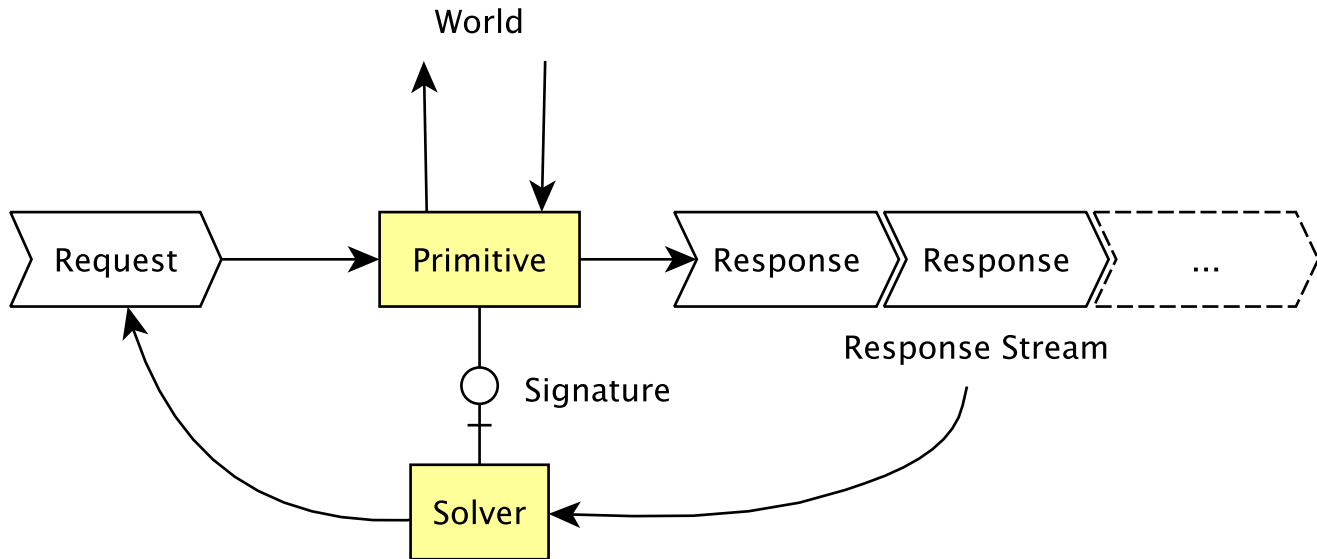 World
Request
Primitive
Response
Response
...
Response Stream
Signature
Solver